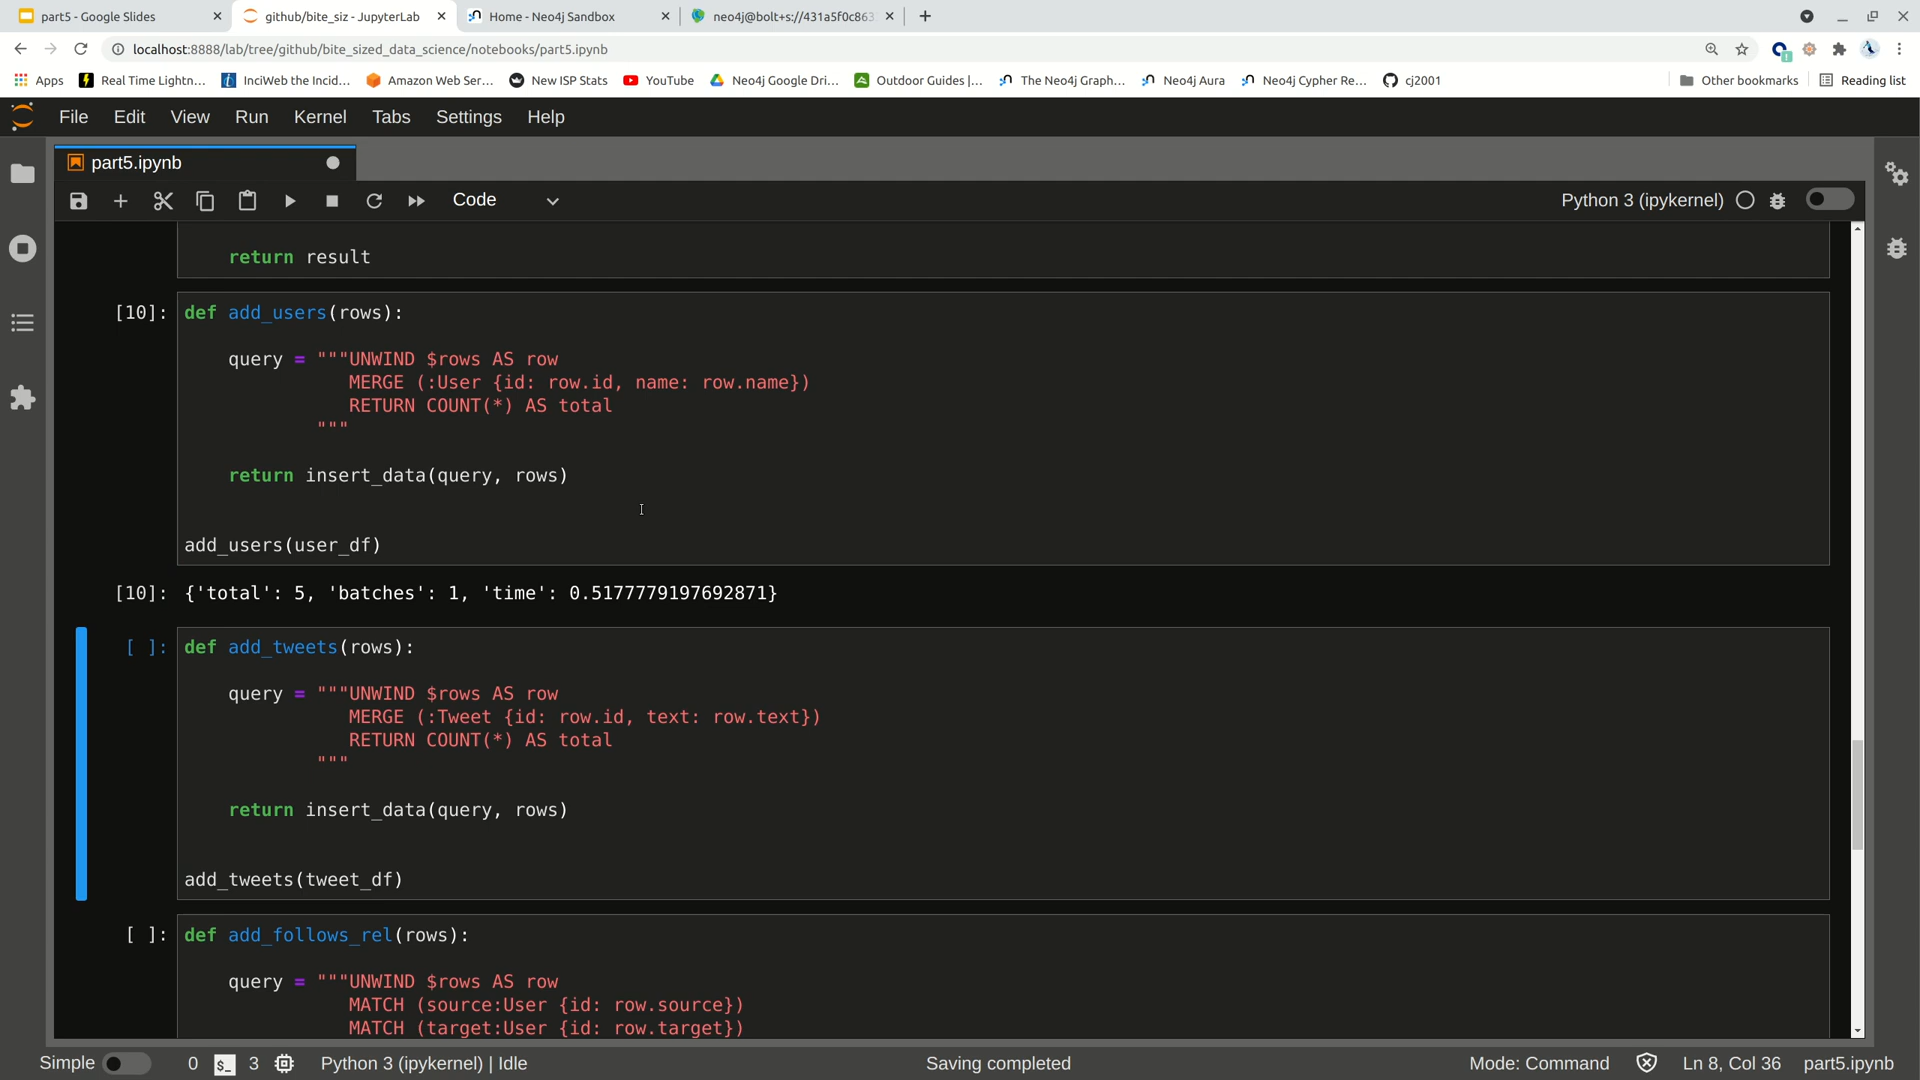 part5 - Google Slides
github/bite_siz - JupyterLab
Home - Neo4j Sandbox
neo4j@bolt+s://431a5f0c863
localhost:8888/lab/tree/github/bite_sized_data_science/notebooks/part5.ipynb
Apps
Real Time Lightn...
InciWeb the Incid...
Amazon Web Ser...
New ISP Stats
YouTube
Neo4j Google Dri...
Outdoor Guides |...
The Neo4j Graph...
Neo4j Aura
Neo4j Cypher Re...
cj2001
Other bookmarks
Reading list
File Edit View Run Kernel Tabs Settings Help
part5.ipynb
Code
Python 3 (ipykernel)
return result
[10]: def add_users(rows):
query = """UNWIND $rows AS row
MERGE (:User {id: row.id, name: row.name})
RETURN COUNT(*) AS total
"""
return insert_data(query, rows)
add_users(user_df)
[10]: {'total': 5, 'batches': 1, 'time': 0.5177779197692871}
[ ]: def add_tweets(rows):
query = """UNWIND $rows AS row
MERGE (:Tweet {id: row.id, text: row.text})
RETURN COUNT(*) AS total
"""
return insert_data(query, rows)
add_tweets(tweet_df)
[ ]: def add_follows_rel(rows):
query = """UNWIND $rows AS row
MATCH (source:User {id: row.source})
MATCH (target:User {id: row.target})
Simple 0 $_ 3 Python 3 (ipykernel) | Idle Saving completed Mode: Command Ln 8, Col 36 part5.ipynb